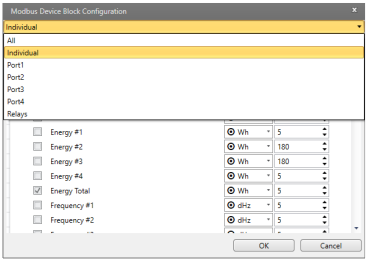 Modbus Device Block Configuration x
Individual
All
Individual
Port1
Port2
Port3
Port4
Relays
Energy #1 Wh 5
Energy #2 Wh 180
Energy #3 Wh 180
Energy #4 Wh 5
Energy Total Wh 5
Frequency #1 dHz 5
Frequency #2 dHz 5
OK Cancel